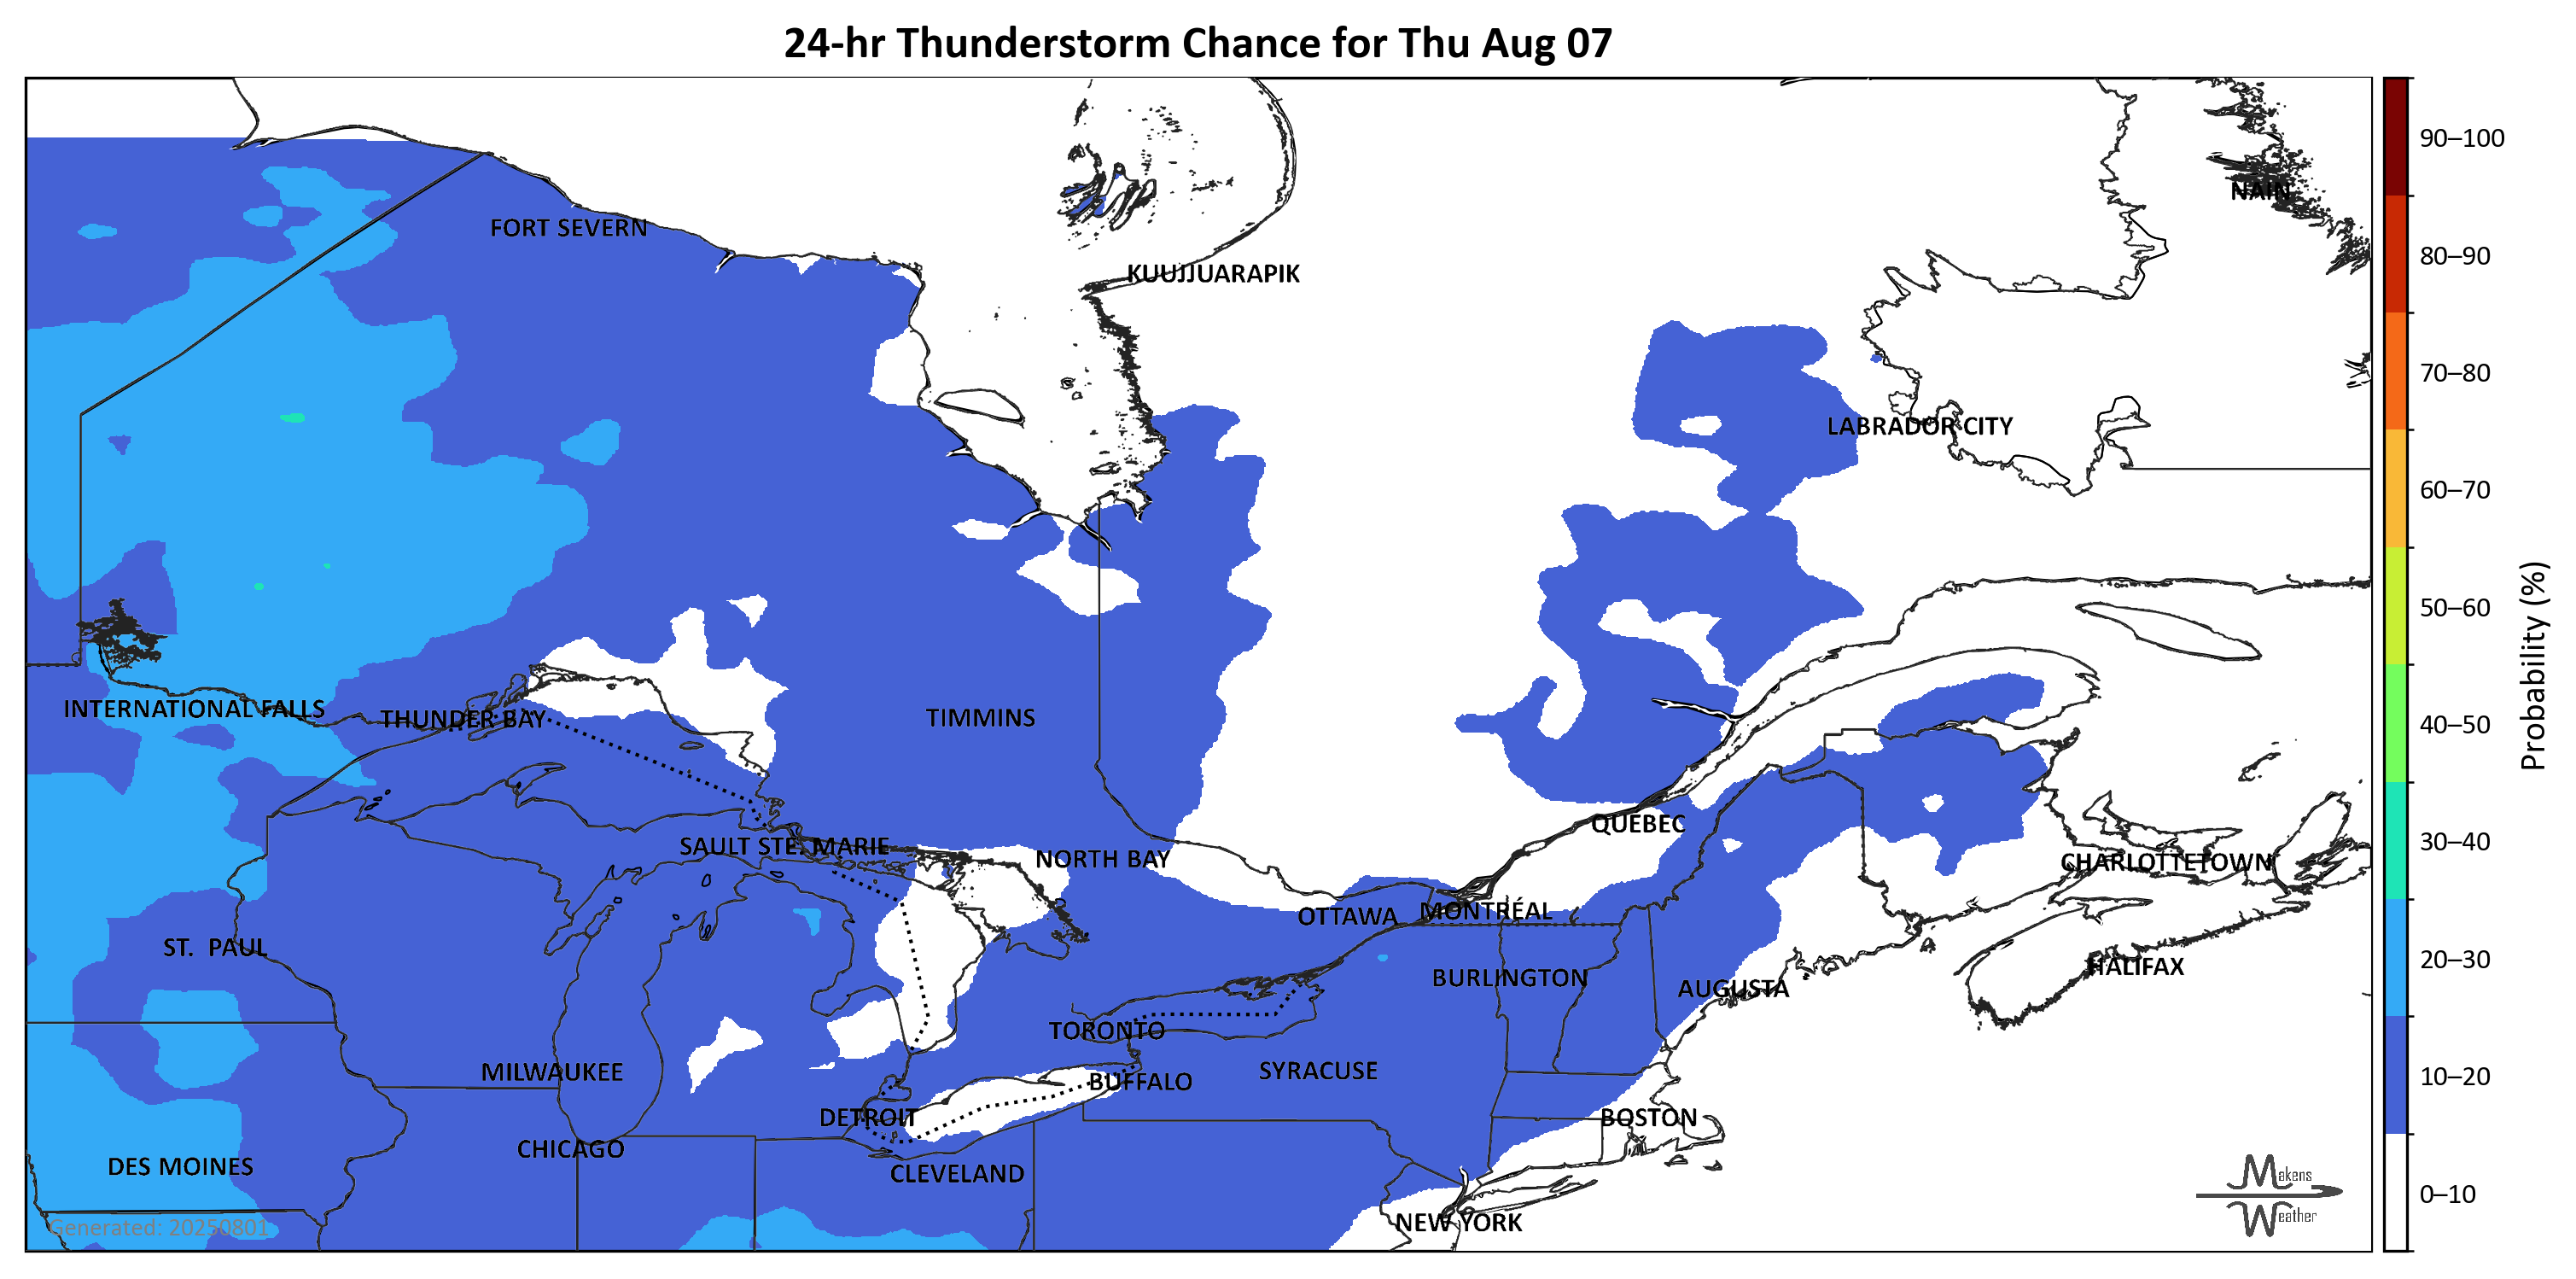 24-hr Thunderstorm Chance for Thu Aug 07
90–100
NAIN
FORT SEVERN
80–90
KUUJJUARAPIK
70–80
LABRADOR CITY
60–70
50–60
Probability (%)
INTERNATIONAL FALLS
THUNDER BAY
TIMMINS
40–50
QUÉBEC
SAULT STE. MARIE
NORTH BAY
CHARLOTTETOWN
30–40
OTTAWA
MONTRÉAL
ST. PAUL
BURLINGTON
AUGUSTA
HALIFAX
20–30
TORONTO
MILWAUKEE
BUFFALO
SYRACUSE
10–20
DETROIT
BOSTON
CHICAGO
DES MOINES
CLEVELAND
Makens
Weather
0–10
Generated: 20250801
NEW YORK